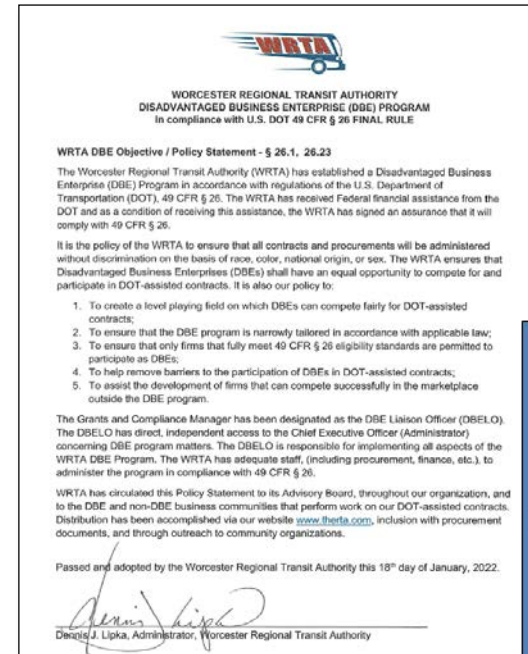 WRTA
WORCESTER REGIONAL TRANSIT AUTHORITY
DISADVANTAGED BUSINESS ENTERPRISE (DBE) PROGRAM
In compliance with U.S. DOT 49 CFR § 26 FINAL RULE
WRTA DBE Objective / Policy Statement - § 26.1, 26.23
The Worcester Regional Transit Authority (WRTA) has established a Disadvantaged Business
Enterprise (DBE) Program in accordance with regulations of the U.S. Department of
Transportation (DOT), 49 CFR § 26. The WRTA has received Federal financial assistance from the
DOT and as a condition of receiving this assistance, the WRTA has signed an assurance that it will
comply with 49 CFR § 26.
It is the policy of the WRTA to ensure that all contracts and procurements will be administered
without discrimination on the basis of race, color, national origin, or sex. The WRTA ensures that
Disadvantaged Business Enterprises (DBEs) shall have an equal opportunity to compete for and
participate in DOT-assisted contracts. It is also our policy to:
1. To create a level playing field on which DBEs can compete fairly for DOT-assisted
contracts;
2. To ensure that the DBE program is narrowly tailored in accordance with applicable law;
3. To ensure that only firms that fully meet 49 CFR § 26 eligibility standards are permitted to
participate as DBEs;
4. To help remove barriers to the participation of DBEs in DOT-assisted contracts;
5. To assist the development of firms that can compete successfully in the marketplace
outside the DBE program.
The Grants and Compliance Manager has been designated as the DBE Liaison Officer (DBELO).
The DBELO has direct, independent access to the Chief Executive Officer (Administrator)
concerning DBE program matters. The DBELO is responsible for implementing all aspects of the
WRTA DBE Program. The WRTA has adequate staff, (including procurement, finance, etc.), to
administer the program in compliance with 49 CFR § 26.
WRTA has circulated this Policy Statement to its Advisory Board, throughout our organization, and
to the DBE and non-DBE business communities that perform work on our DOT-assisted contracts.
Distribution has been accomplished via our website www.therta.com, inclusion with procurement
documents, and through outreach to community organizations.
Passed and adopted by the Worcester Regional Transit Authority this 18th day of January, 2022.
Dennis J. Lipka
Dennis J. Lipka, Administrator, Worcester Regional Transit Authority